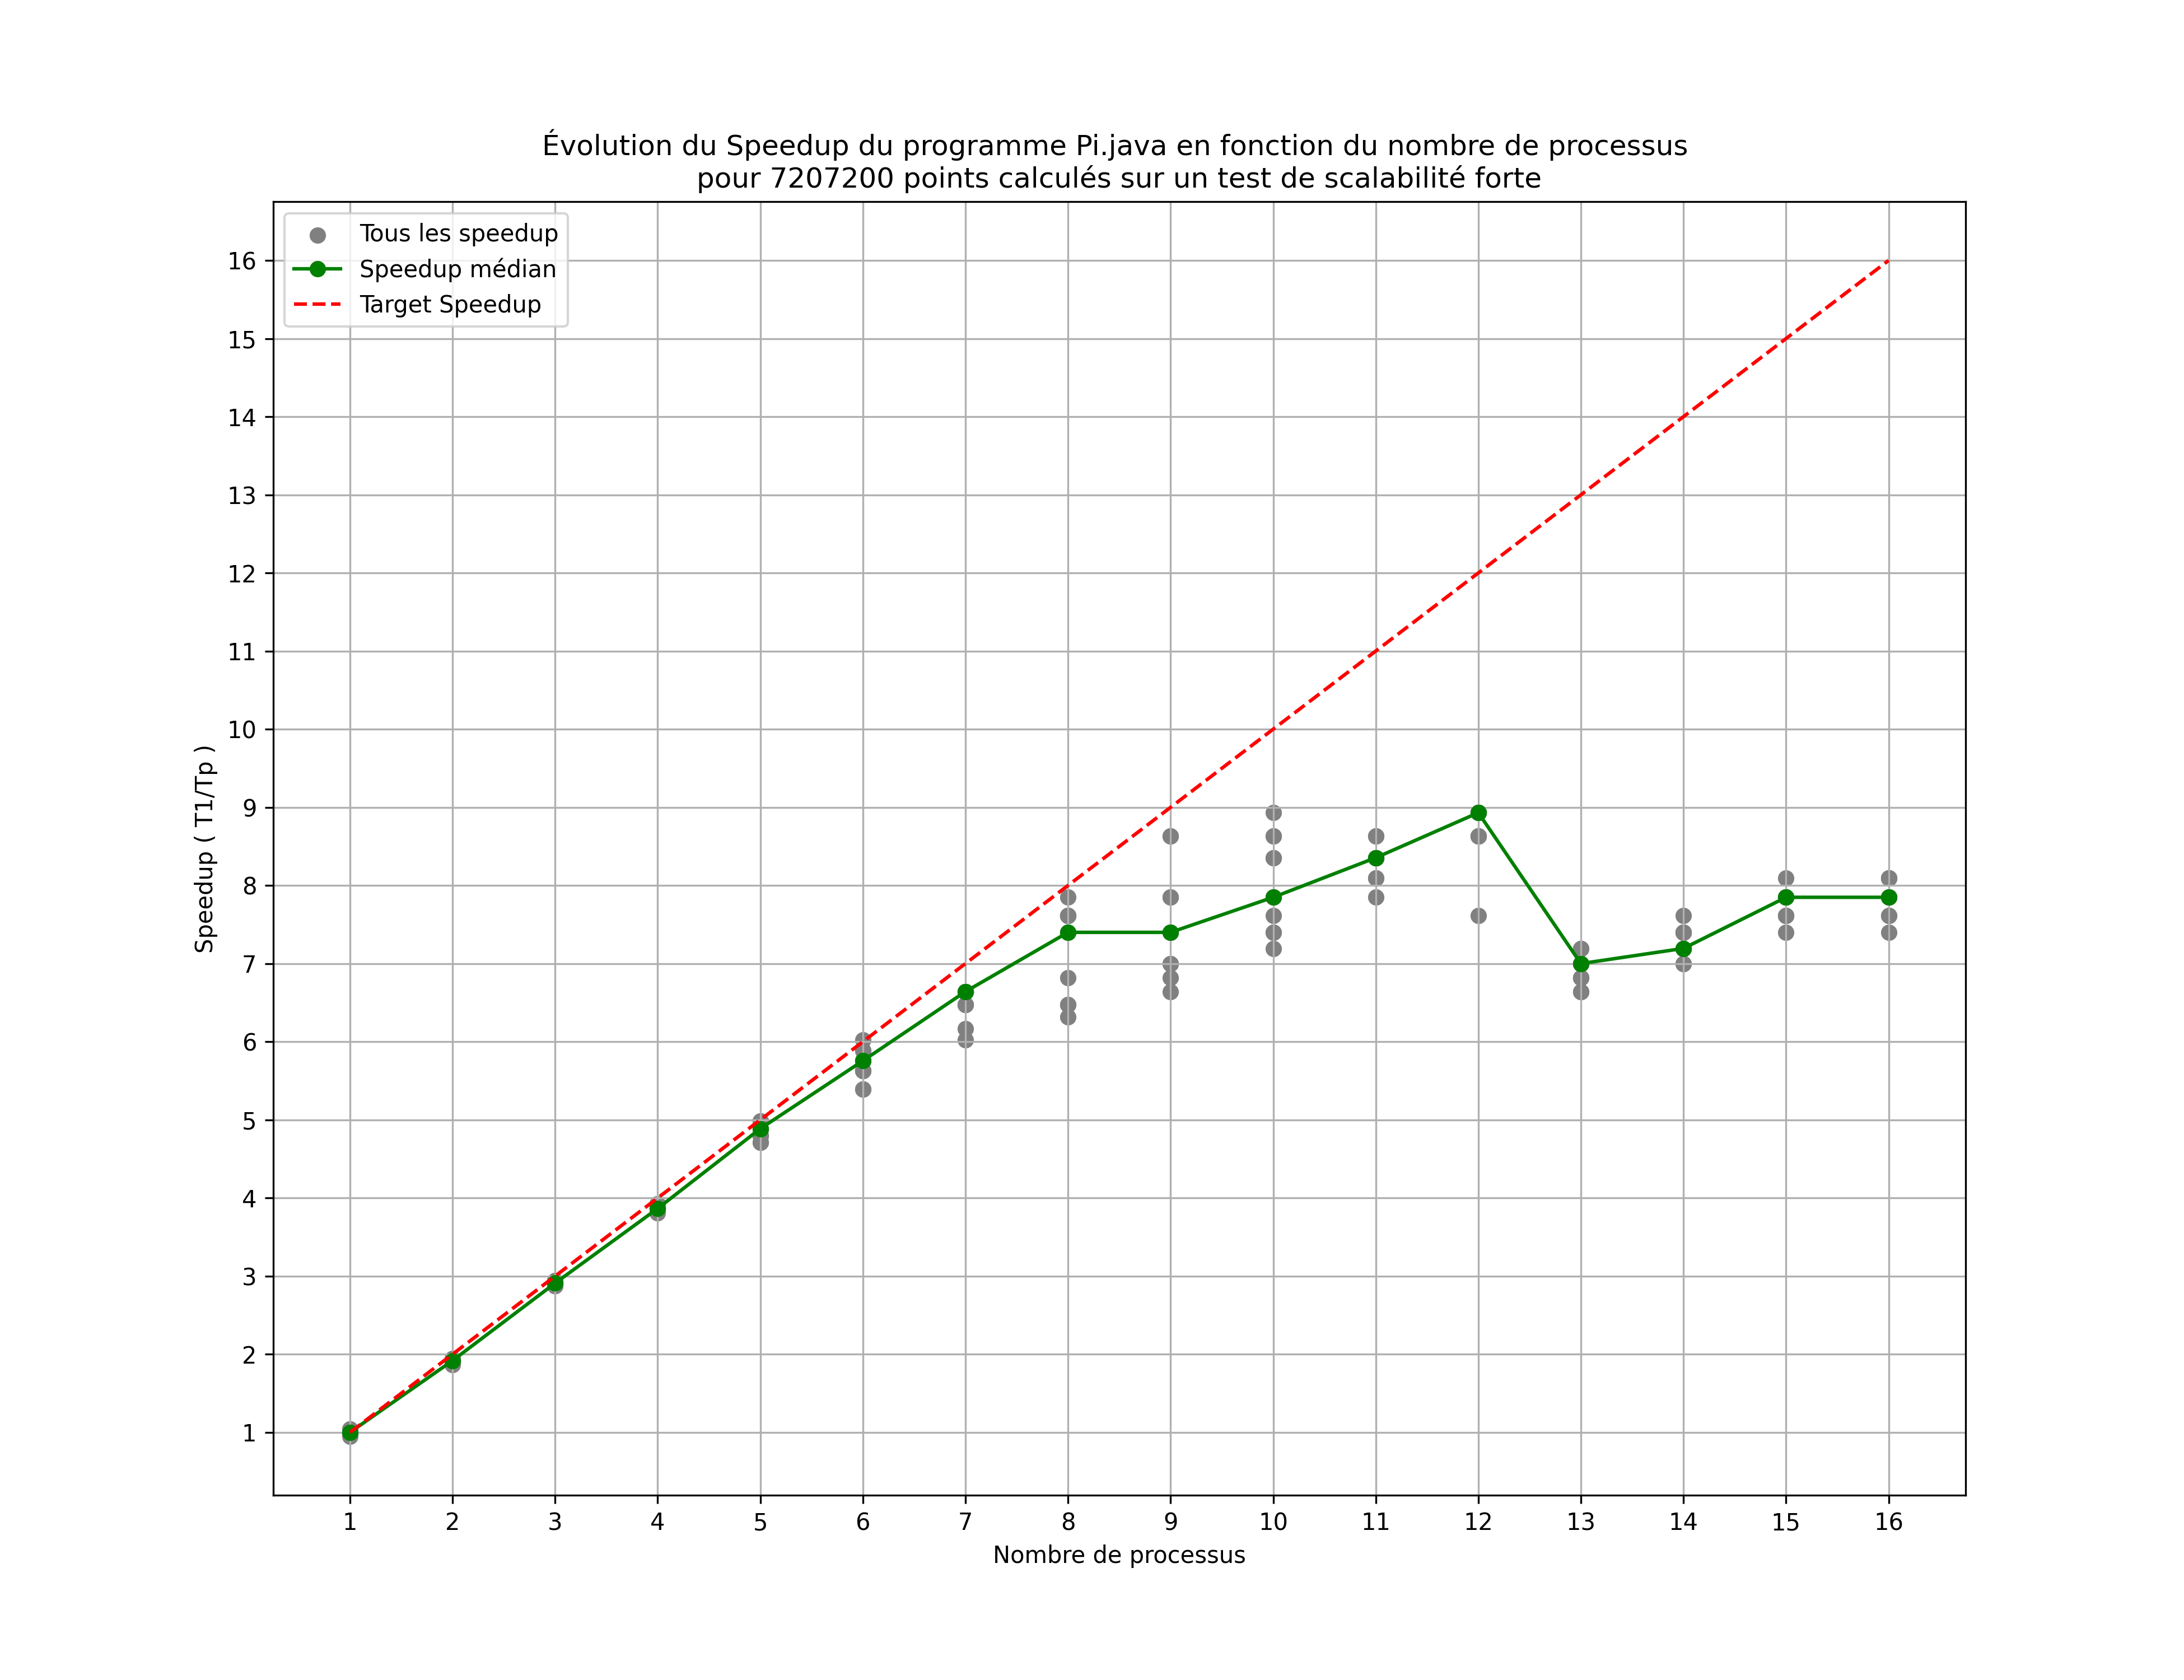 Évolution du Speedup du programme Pi.java en fonction du nombre de processus
pour 7207200 points calculés sur un test de scalabilité forte
Tous les speedup
Speedup médian
Target Speedup
16
15
14
13
12
11
10
9
8
7
6
5
4
3
2
1
Speedup ( T1/Tp )
1 2 3 4 5 6 7 8 9 10 11 12 13 14 15 16
Nombre de processus